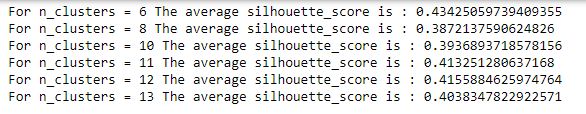 For n_clusters = 6 The average silhouette_score is : 0.43425059739409355
For n_clusters = 8 The average silhouette_score is : 0.3872137590624826
For n_clusters = 10 The average silhouette_score is : 0.3936893718578156
For n_clusters = 11 The average silhouette_score is : 0.413251280637168
For n_clusters = 12 The average silhouette_score is : 0.4155884625974764
For n_clusters = 13 The average silhouette_score is : 0.4038347822922571